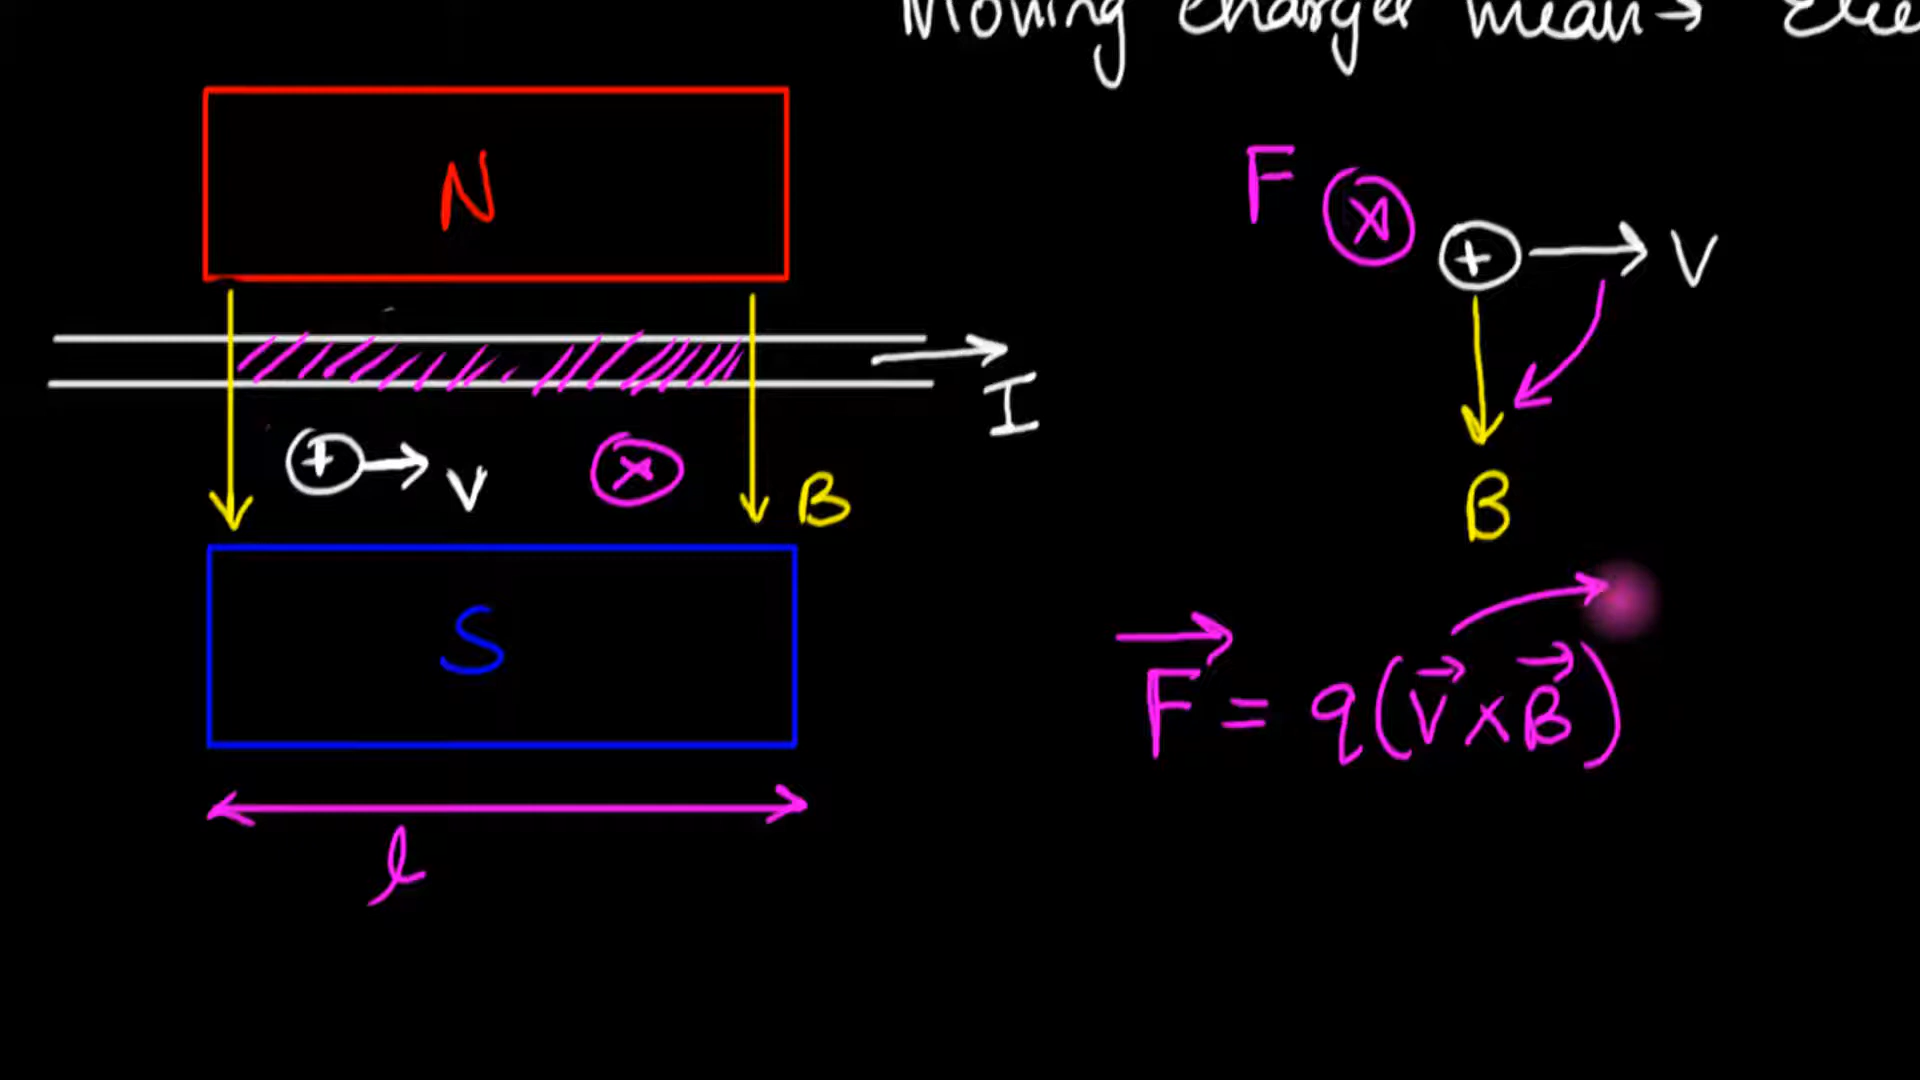 Moving charges mean →
N
I
+ → V
×
B
S
l
F
×
+ → V
B
F⃗ = q(V⃗ × B⃗)